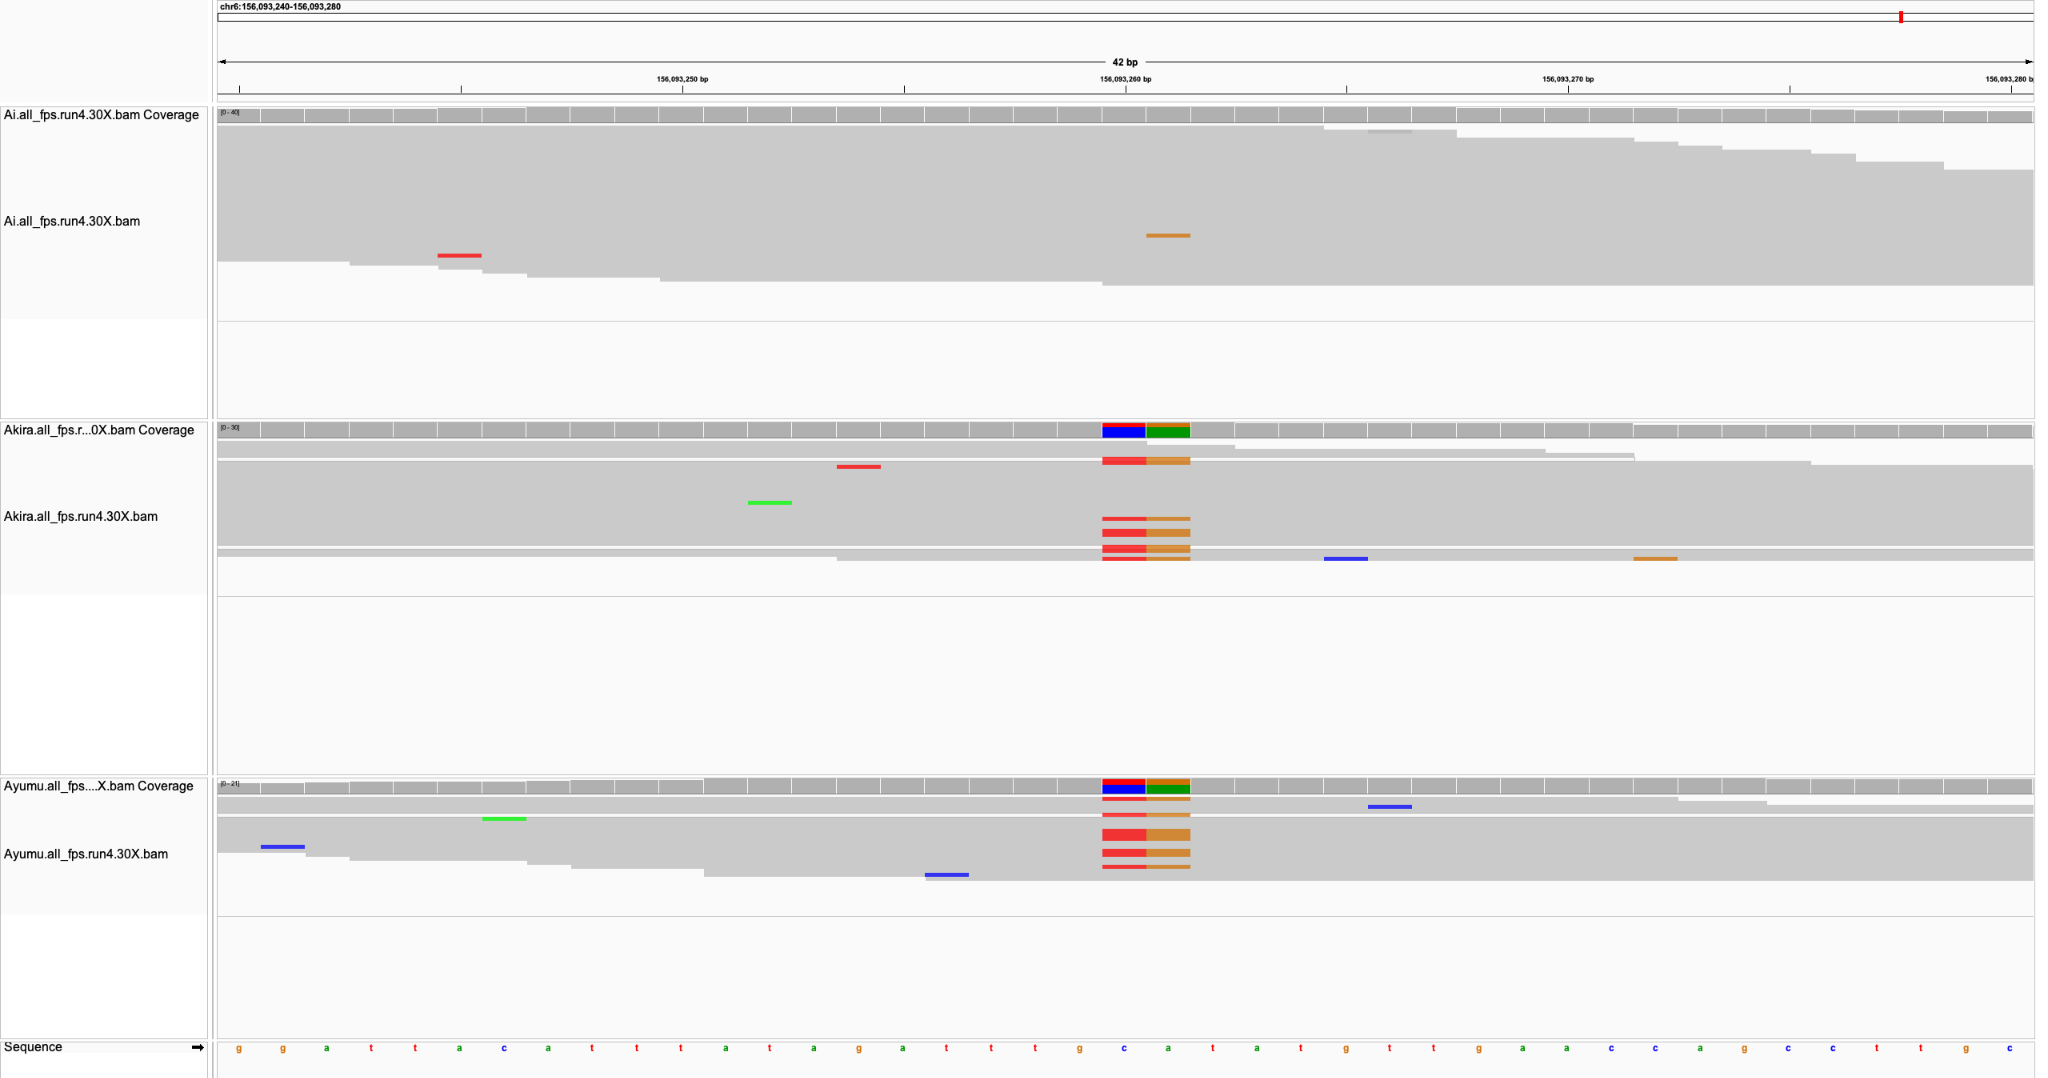 chr6:156,093,240-156,093,280
42 bp
156,093,250 bp 156,093,260 bp 156,093,270 bp 156,093,280 bp
Ai.all_fps.run4.30X.bam Coverage
[0 - 40]
Ai.all_fps.run4.30X.bam
Akira.all_fps.r...0X.bam Coverage
[0 - 30]
Akira.all_fps.run4.30X.bam
Ayumu.all_fps....X.bam Coverage
[0 - 21]
Ayumu.all_fps.run4.30X.bam
Sequence g g a t t a c a t t t a t a g a t t t g c a t a t g t t g a a c c a g c c t t g c